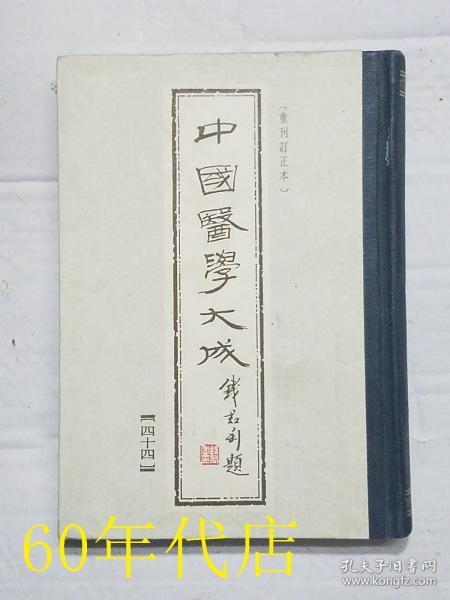 〔重刊訂正本〕
中國醫學大成
錢君匋題
【四十四】
60年代店
孔夫子旧书网
www.kongfz.com